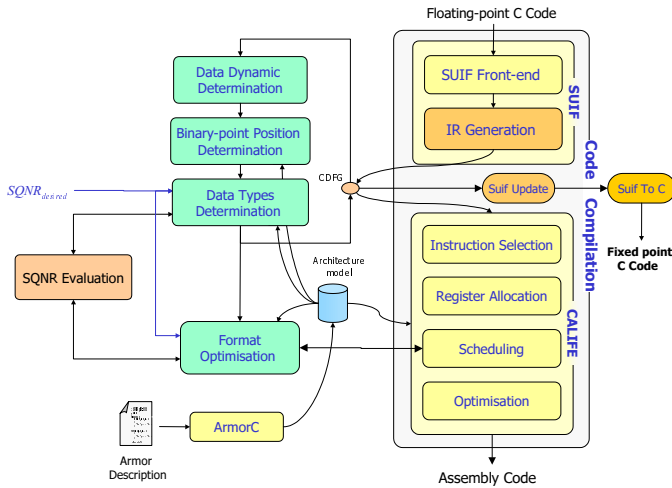 Floating-point C Code
Data Dynamic
Determination
SUIF Front-end
SUIF
Binary-point Position
Determination
IR Generation
Code Compilation
CDFG
SQNR desired
Data Types
Determination
Suif Update
Suif To C
Instruction Selection
Fixed point
C Code
SQNR Evaluation
Architecture
model
Register Allocation
CALIFE
Format
Optimisation
Scheduling
Optimisation
ArmorC
Armor
Description
Assembly Code